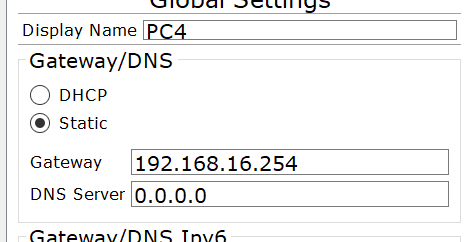 Global Settings
Display Name PC4
Gateway/DNS
DHCP
Static
Gateway 192.168.16.254
DNS Server 0.0.0.0
Gateway/DNS Ipv6